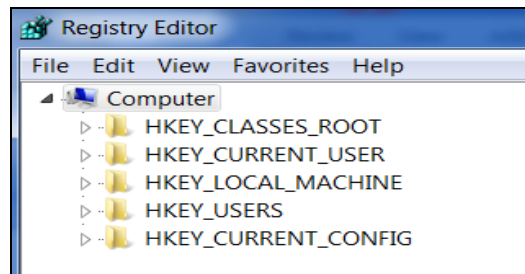 Registry Editor
File Edit View Favorites Help
Computer
HKEY_CLASSES_ROOT
HKEY_CURRENT_USER
HKEY_LOCAL_MACHINE
HKEY_USERS
HKEY_CURRENT_CONFIG